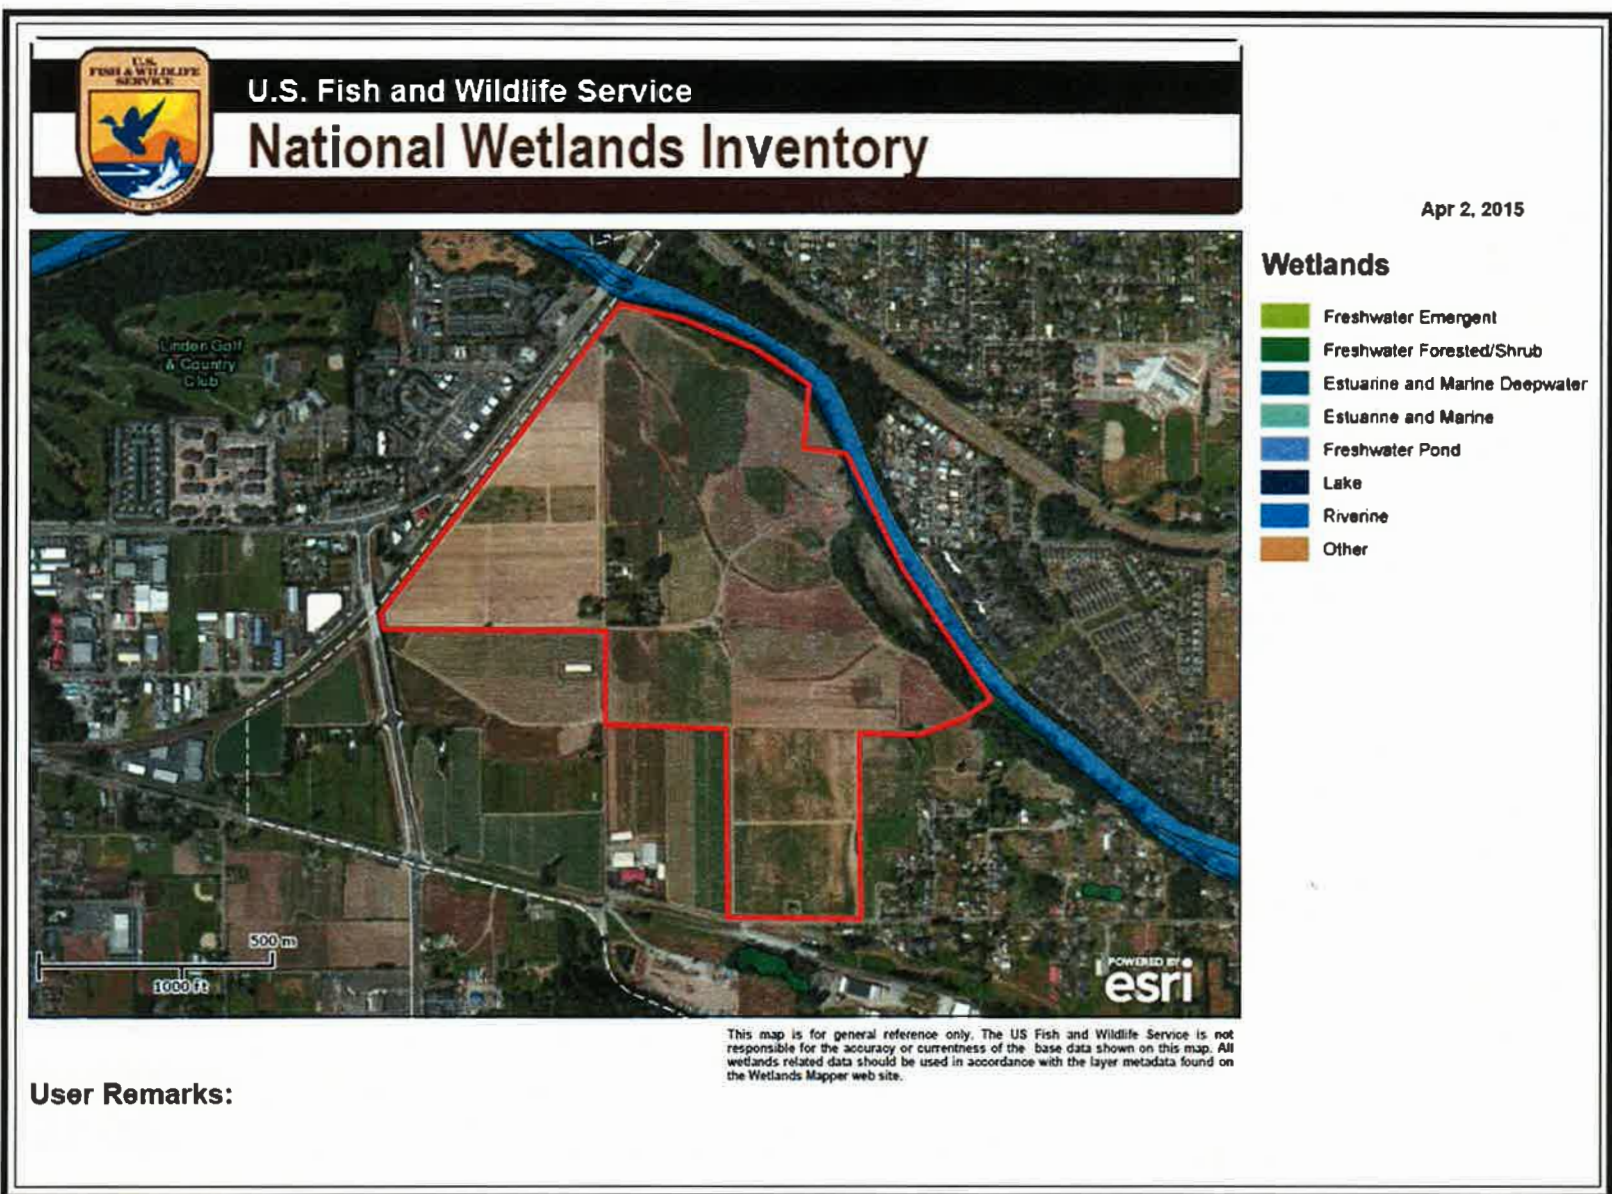 U.S.
FISH & WILDLIFE
SERVICE
U.S. Fish and Wildlife Service
National Wetlands Inventory
Apr 2, 2015
Wetlands
Freshwater Emergent
Freshwater Forested/Shrub
Estuarine and Marine Deepwater
Estuarine and Marine
Freshwater Pond
Lake
Riverine
Other
Linden Golf
& Country
Club
500 m
1000 ft
POWERED BY
esri
This map is for general reference only. The US Fish and Wildlife Service is not
responsible for the accuracy or currentness of the base data shown on this map. All
wetlands related data should be used in accordance with the layer metadata found on
the Wetlands Mapper web site.
User Remarks: